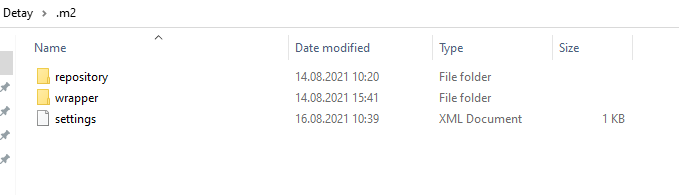 Detay > .m2
Name Date modified Type Size
repository 14.08.2021 10:20 File folder
wrapper 14.08.2021 15:41 File folder
settings 16.08.2021 10:39 XML Document 1 KB